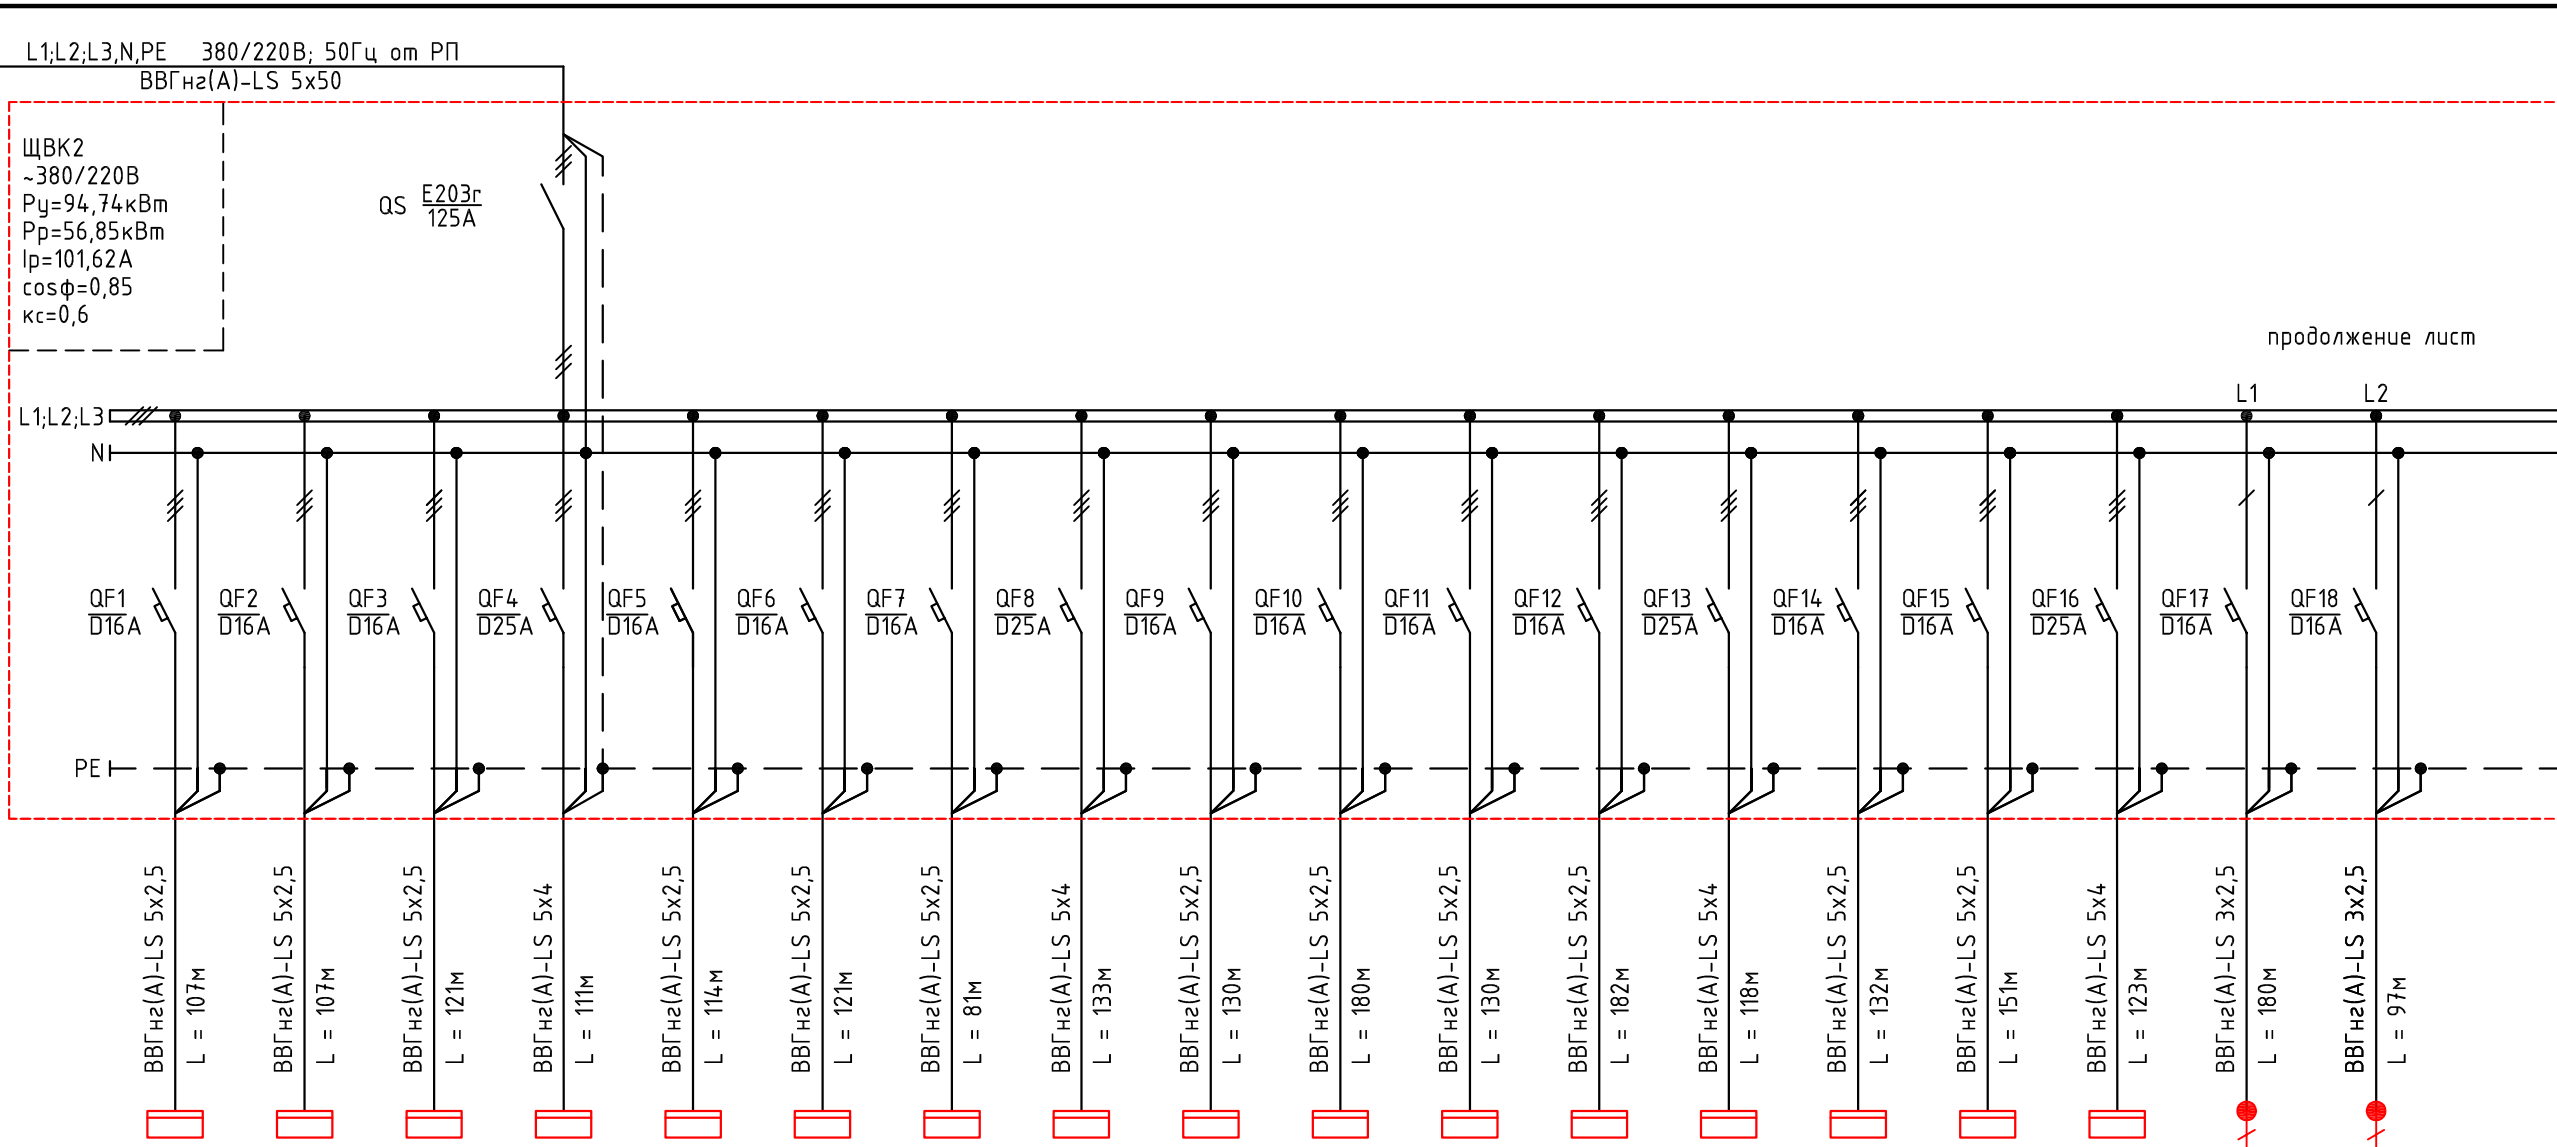 L1;L2;L3,N,PE 380/220В; 50Гц от РП
ВВГнг(А)-LS 5х50
ЩВК2
~380/220В
Ру=94,74кВт
Рр=56,85кВт
Iр=101,62А
cosф=0,85
кс=0,6
QS E203г
125А
продолжение лист
L1 L2
L1;L2;L3
N
QF1 QF2 QF3 QF4 QF5 QF6 QF7 QF8 QF9 QF10 QF11 QF12 QF13 QF14 QF15 QF16 QF17 QF18
D16A D16A D16A D25A D16A D16A D16A D25A D16A D16A D16A D16A D25A D16A D16A D25A D16A D16A
PE
ВВГнг(А)-LS 5х2,5
L = 107м
ВВГнг(А)-LS 5х2,5
L = 107м
ВВГнг(А)-LS 5х2,5
L = 121м
ВВГнг(А)-LS 5х4
L = 111м
ВВГнг(А)-LS 5х2,5
L = 114м
ВВГнг(А)-LS 5х2,5
L = 121м
ВВГнг(А)-LS 5х2,5
L = 81м
ВВГнг(А)-LS 5х4
L = 133м
ВВГнг(А)-LS 5х2,5
L = 130м
ВВГнг(А)-LS 5х2,5
L = 180м
ВВГнг(А)-LS 5х2,5
L = 130м
ВВГнг(А)-LS 5х2,5
L = 182м
ВВГнг(А)-LS 5х4
L = 118м
ВВГнг(А)-LS 5х2,5
L = 132м
ВВГнг(А)-LS 5х2,5
L = 151м
ВВГнг(А)-LS 5х4
L = 123м
ВВГнг(А)-LS 3х2,5
L = 180м
ВВГнг(А)-LS 3х2,5
L = 97м